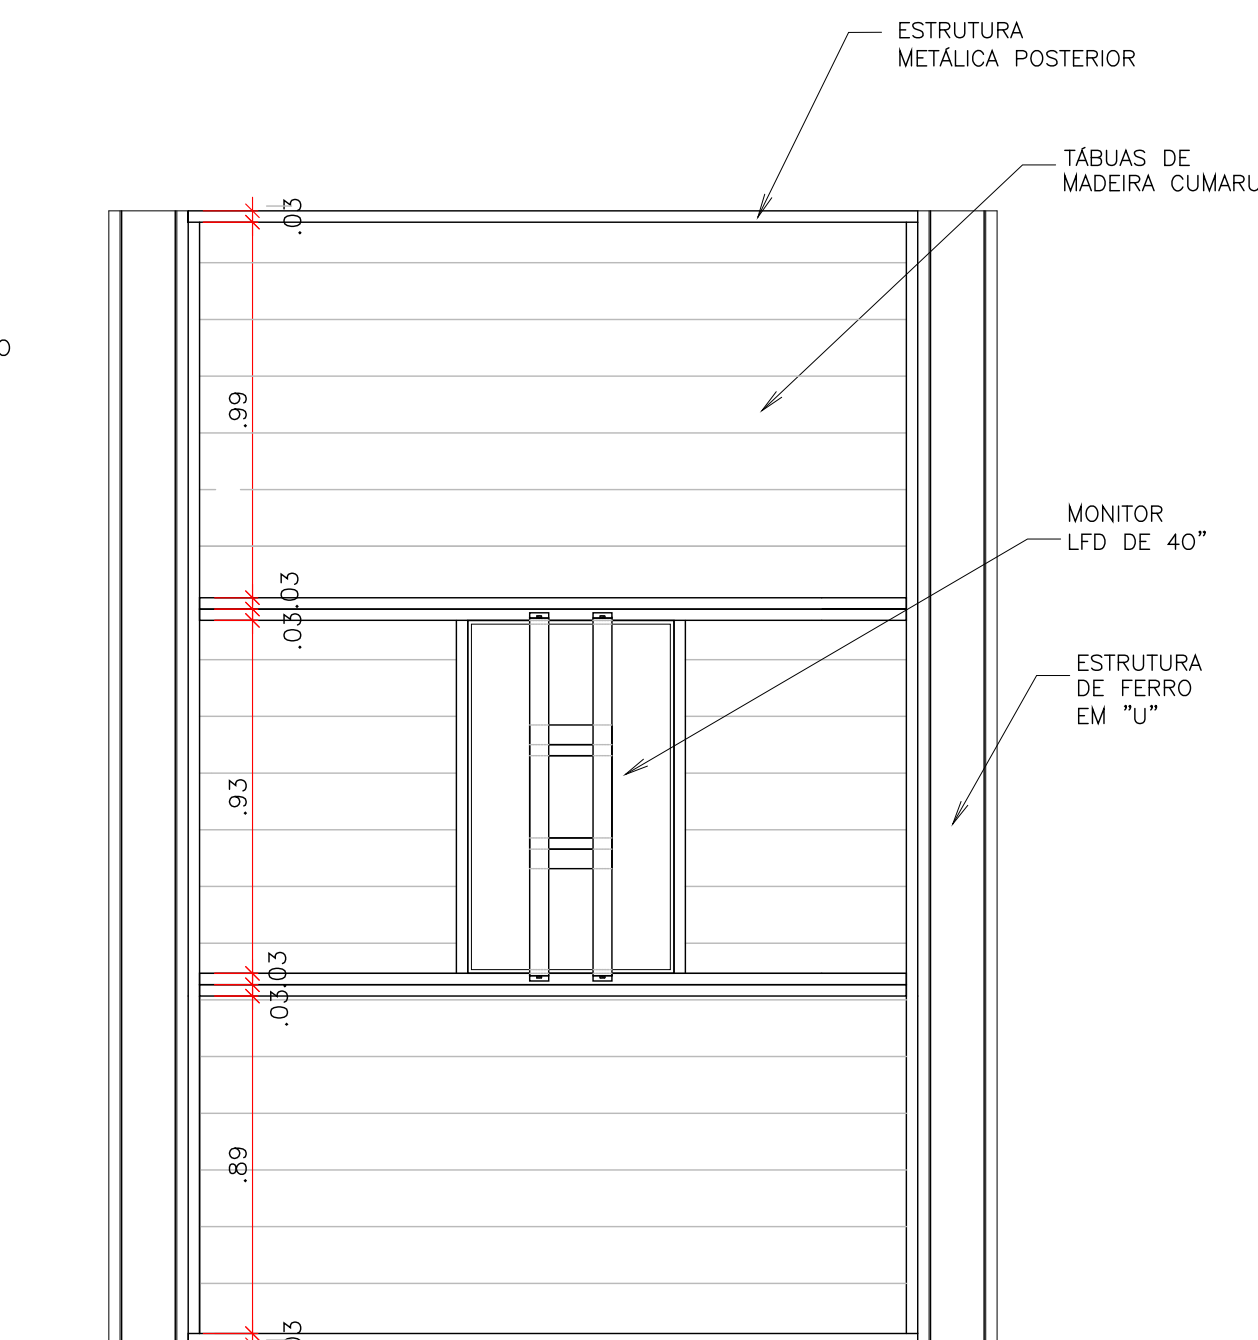 ESTRUTURA
METÁLICA POSTERIOR
TÁBUAS DE
MADEIRA CUMARU
.03
.99
MONITOR
LFD DE 40”
.03
.03
ESTRUTURA
DE FERRO
EM ”U”
.93
.03
.03
.89